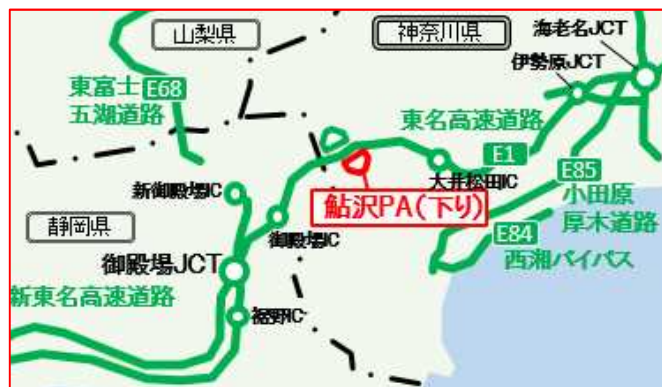 山梨県
神奈川県
海老名JCT
伊勢原JCT
東富士
五湖道路
E68
東名高速道路
E1
大井松田IC
E85
小田原
厚木道路
E84
西湘バイパス
鮎沢PA(下り)
新御殿場IC
御殿場IC
静岡県
御殿場JCT
新東名高速道路
裾野IC